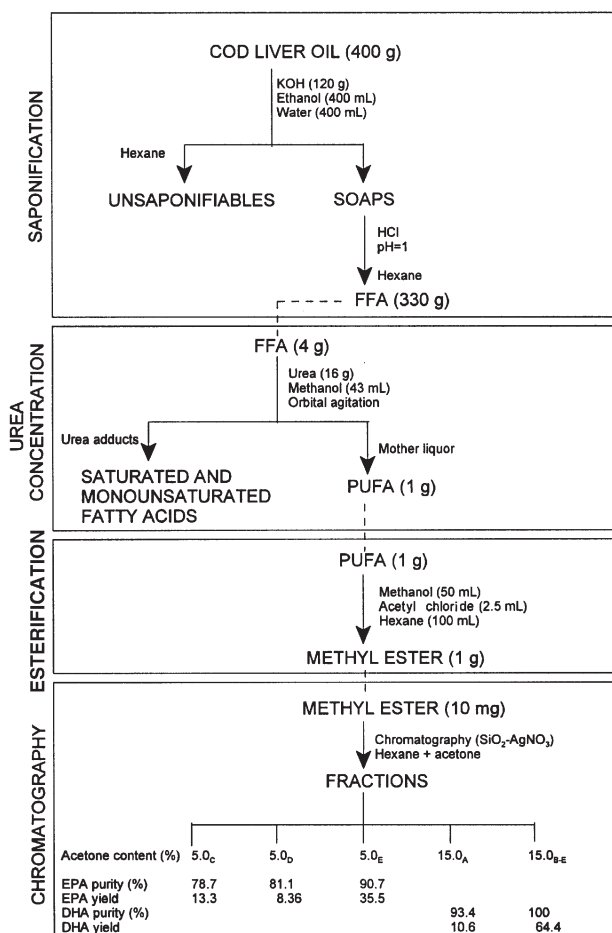 SAPONIFICATION
COD LIVER OIL (400 g)
KOH (120 g)
Ethanol (400 mL)
Water (400 mL)
Hexane
UNSAPONIFIABLES
SOAPS
HCl
pH=1
Hexane
FFA (330 g)
UREA
CONCENTRATION
FFA (4 g)
Urea (16 g)
Methanol (43 mL)
Orbital agitation
Urea adducts
Mother liquor
SATURATED AND
MONOUNSATURATED
FATTY ACIDS
PUFA (1 g)
ESTERIFICATION
PUFA (1 g)
Methanol (50 mL)
Acetyl chloride (2.5 mL)
Hexane (100 mL)
METHYL ESTER (1 g)
CHROMATOGRAPHY
METHYL ESTER (10 mg)
Chromatography (SiO₂-AgNO₃)
Hexane + acetone
FRACTIONS
Acetone content (%) 5.0C 5.0D 5.0E 15.0A 15.0B-E
EPA purity (%) 78.7 81.1 90.7
EPA yield 13.3 8.36 35.5
DHA purity (%) 93.4 100
DHA yield 10.6 64.4